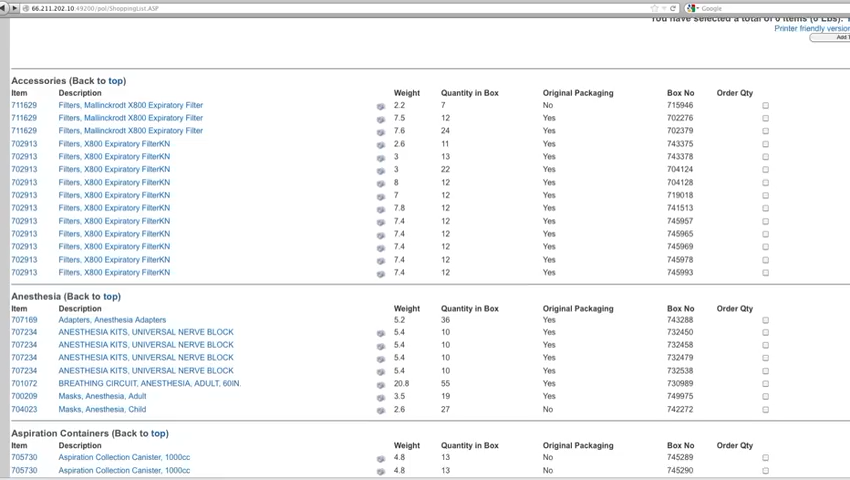 66.211.202.10:49200/pol/ShoppingList.ASP Google
You have selected a total of 0 items (0 Lbs).
Printer friendly version
Add
Accessories (Back to top)
Item Description Weight Quantity in Box Original Packaging Box No Order Qty
711629 Filters, Mallinckrodt X800 Expiratory Filter 2.2 7 No 715946
711629 Filters, Mallinckrodt X800 Expiratory Filter 7.5 12 Yes 702276
711629 Filters, Mallinckrodt X800 Expiratory Filter 7.6 24 Yes 702379
702913 Filters, X800 Expiratory FilterKN 2.6 11 Yes 743375
702913 Filters, X800 Expiratory FilterKN 3 13 Yes 743378
702913 Filters, X800 Expiratory FilterKN 3 22 Yes 704124
702913 Filters, X800 Expiratory FilterKN 8 12 Yes 704128
702913 Filters, X800 Expiratory FilterKN 7 12 Yes 719018
702913 Filters, X800 Expiratory FilterKN 7.8 12 Yes 741513
702913 Filters, X800 Expiratory FilterKN 7.4 12 Yes 745957
702913 Filters, X800 Expiratory FilterKN 7.4 12 Yes 745965
702913 Filters, X800 Expiratory FilterKN 7.4 12 Yes 745969
702913 Filters, X800 Expiratory FilterKN 7.4 12 Yes 745978
702913 Filters, X800 Expiratory FilterKN 7.4 12 Yes 745993
Anesthesia (Back to top)
Item Description Weight Quantity in Box Original Packaging Box No Order Qty
707169 Adapters, Anesthesia Adapters 5.2 36 Yes 743288
707234 ANESTHESIA KITS, UNIVERSAL NERVE BLOCK 5.4 10 Yes 732450
707234 ANESTHESIA KITS, UNIVERSAL NERVE BLOCK 5.4 10 Yes 732458
707234 ANESTHESIA KITS, UNIVERSAL NERVE BLOCK 5.4 10 Yes 732479
707234 ANESTHESIA KITS, UNIVERSAL NERVE BLOCK 5.4 10 Yes 732538
701072 BREATHING CIRCUIT, ANESTHESIA, ADULT, 60IN. 20.8 55 Yes 730989
700209 Masks, Anesthesia, Adult 3.5 19 Yes 749975
704023 Masks, Anesthesia, Child 2.6 27 No 742272
Aspiration Containers (Back to top)
Item Description Weight Quantity in Box Original Packaging Box No Order Qty
705730 Aspiration Collection Canister, 1000cc 4.8 13 No 745289
705730 Aspiration Collection Canister, 1000cc 4.8 13 No 745290